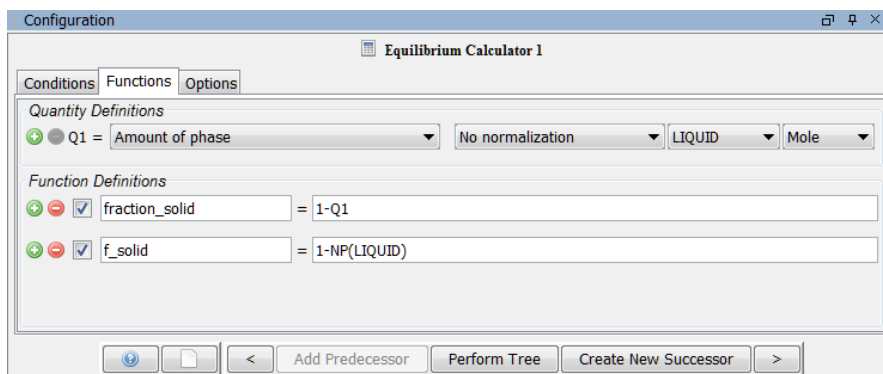 Configuration
Equilibrium Calculator 1
Conditions Functions Options
Quantity Definitions
Q1 = Amount of phase No normalization LIQUID Mole
Function Definitions
fraction_solid = 1-Q1
f_solid = 1-NP(LIQUID)
< Add Predecessor Perform Tree Create New Successor >